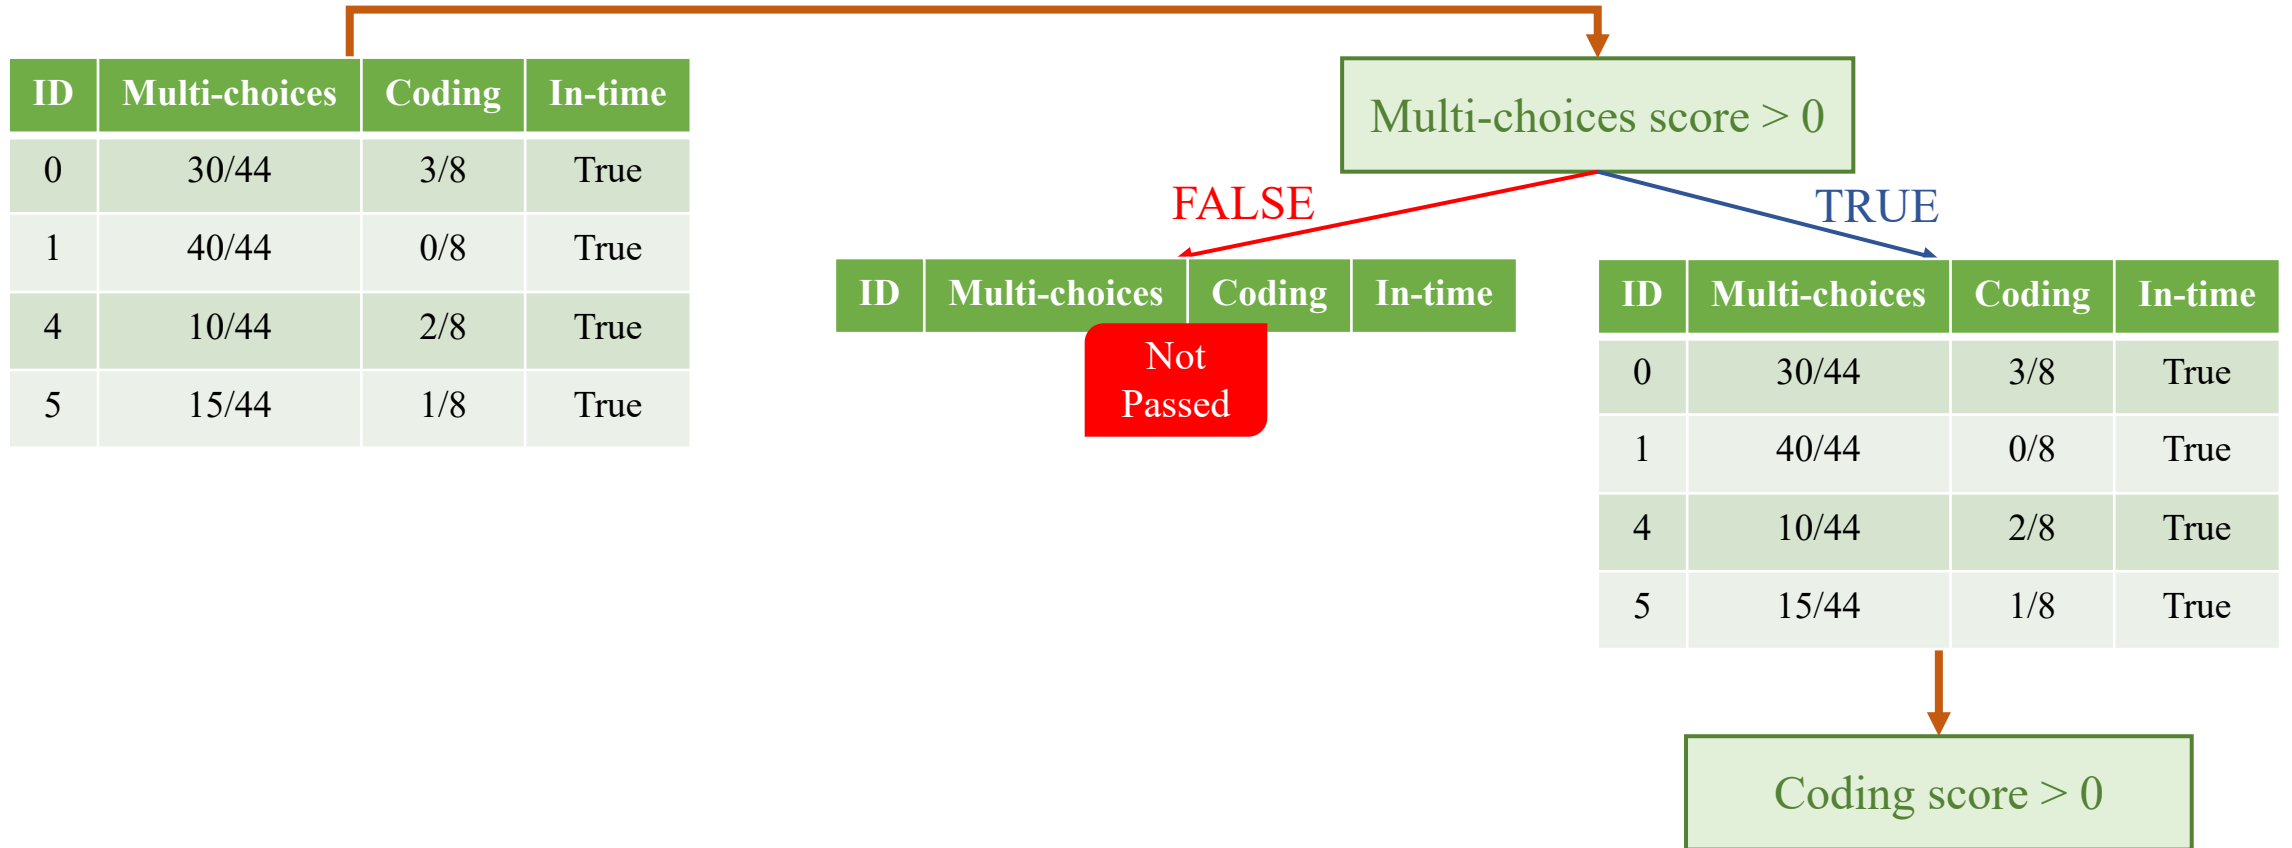 ID Multi-choices Coding In-time
0 30/44 3/8 True
1 40/44 0/8 True
4 10/44 2/8 True
5 15/44 1/8 True
Multi-choices score > 0
FALSE
TRUE
ID Multi-choices Coding In-time
Not
Passed
ID Multi-choices Coding In-time
0 30/44 3/8 True
1 40/44 0/8 True
4 10/44 2/8 True
5 15/44 1/8 True
Coding score > 0